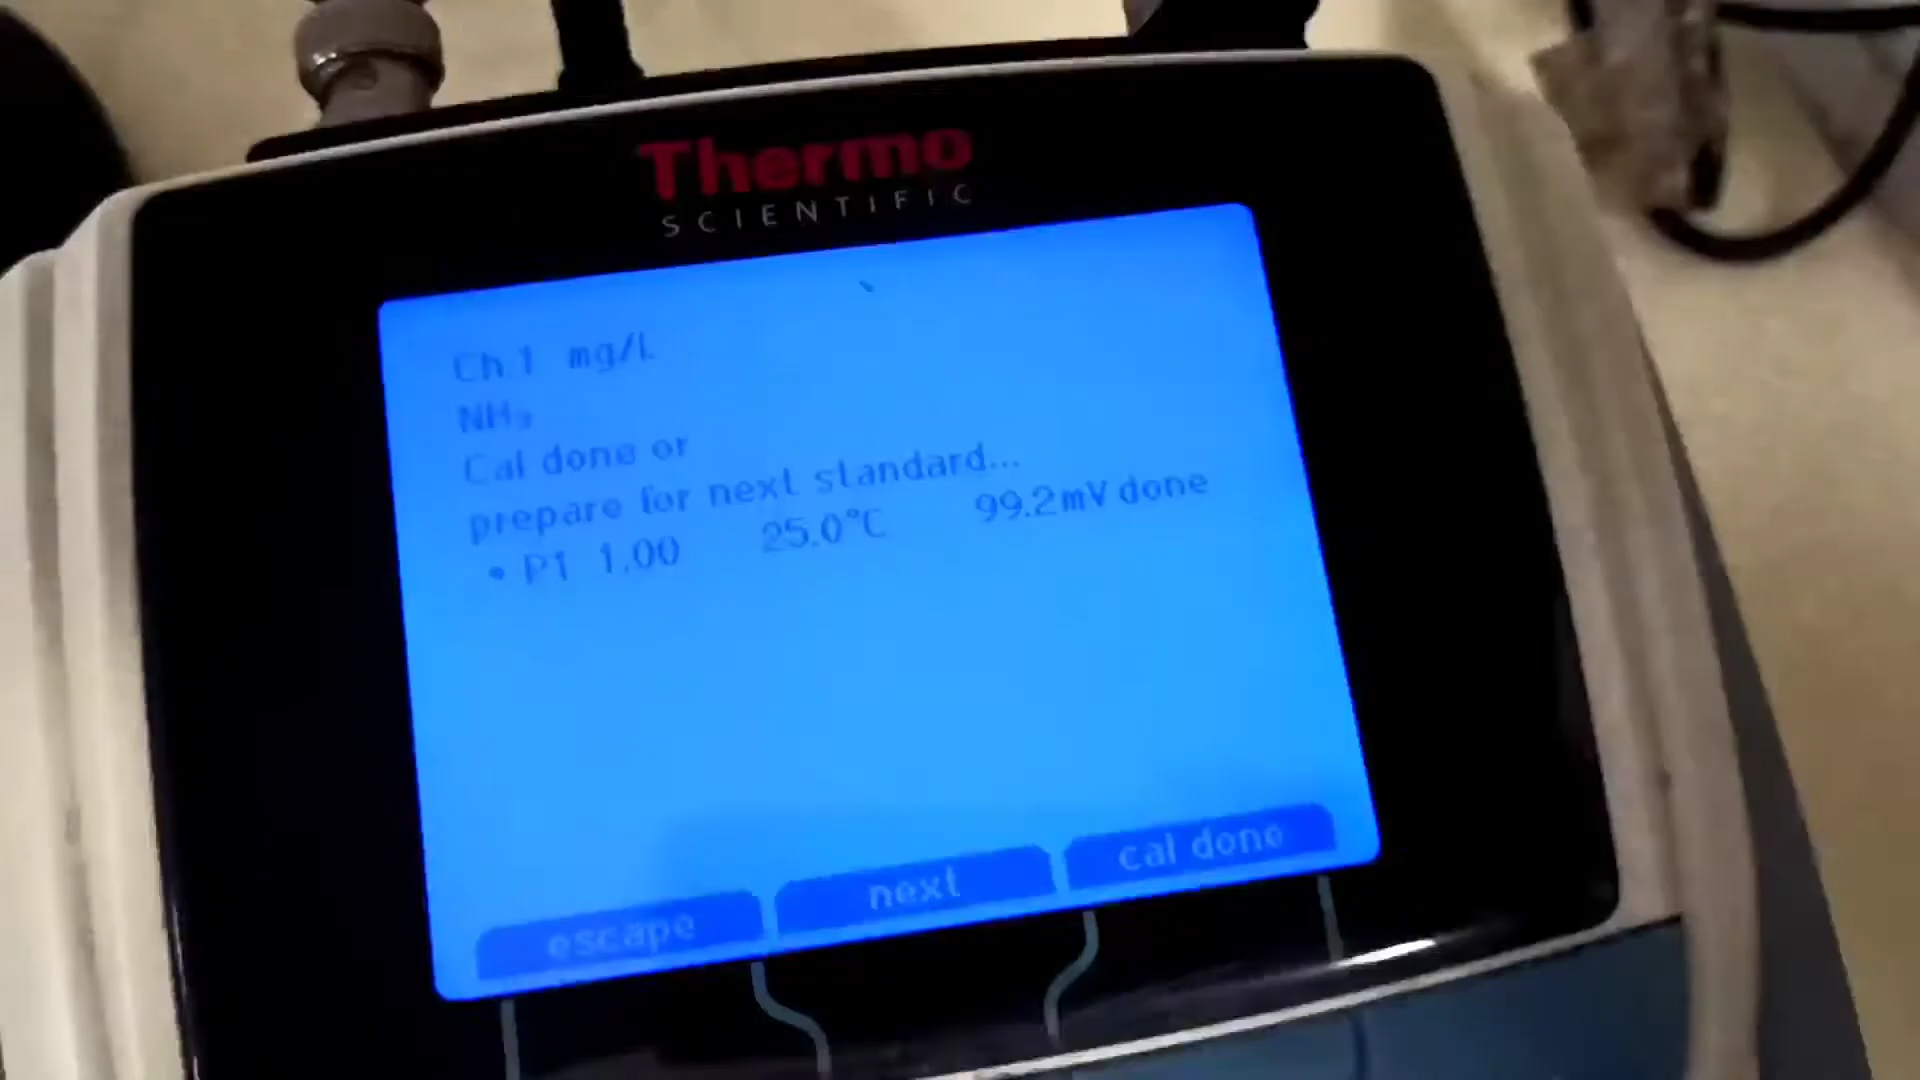 Thermo
SCIENTIFIC
Ch.1 mg/L
NH₃
Cal done or
prepare for next standard...
• P1 1.00 25.0°C 99.2mV done
escape next cal done